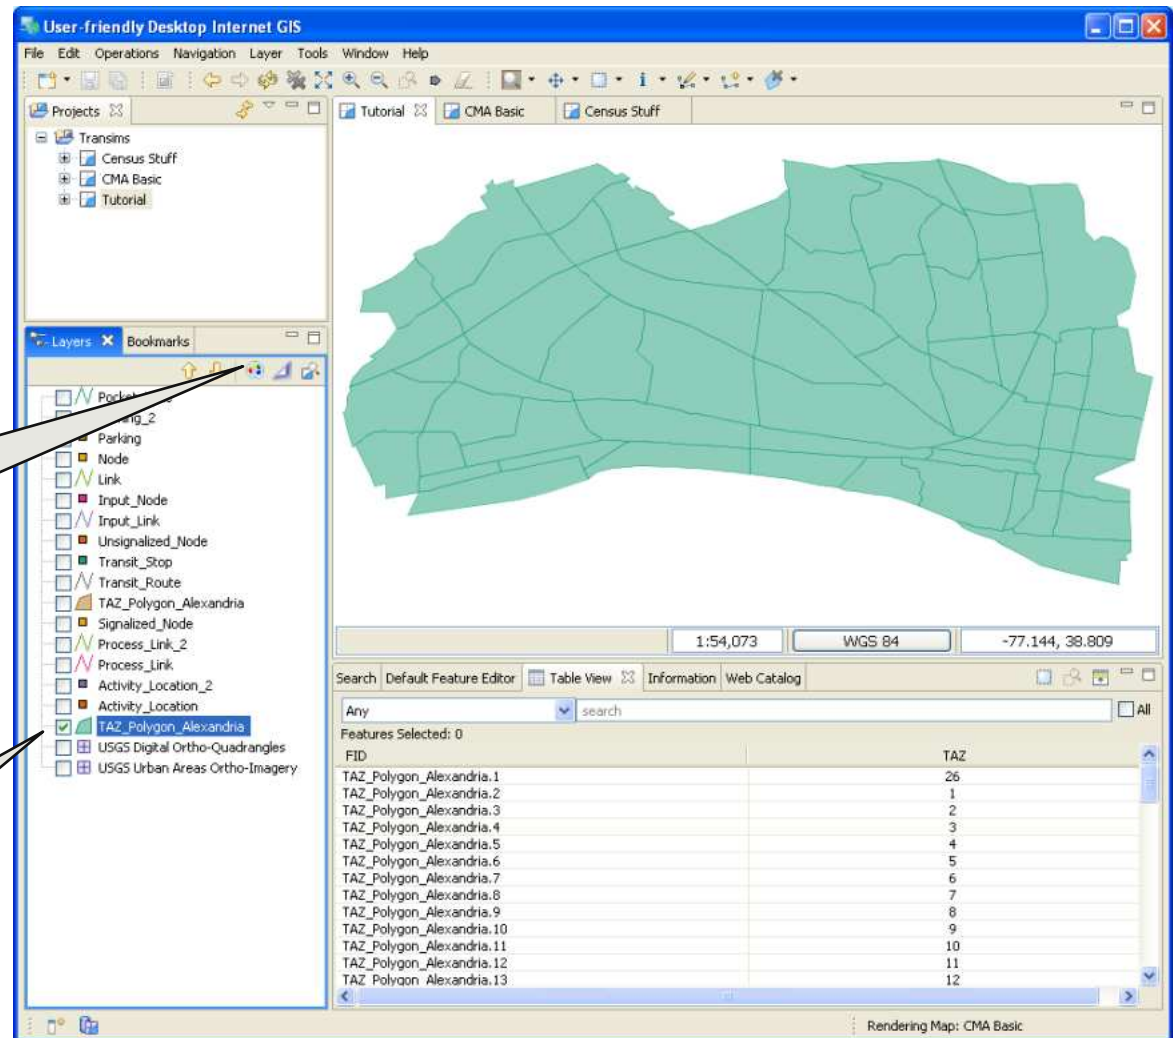 User-friendly Desktop Internet GIS
File Edit Operations Navigation Layer Tools Window Help
Projects
Transims
Census Stuff
CMA Basic
Tutorial
Tutorial CMA Basic Census Stuff
Layers Bookmarks
Parking
Node
Link
Input_Node
Input_Link
Unsignalized_Node
Transit_Stop
Transit_Route
TAZ_Polygon_Alexandria
Signalized_Node
Process_Link_2
Process_Link
Activity_Location_2
Activity_Location
TAZ_Polygon_Alexandria
USGS Digital Ortho-Quadrangles
USGS Urban Areas Ortho-Imagery
1:54,073 WGS 84 -77.144, 38.809
Search Default Feature Editor Table View Information Web Catalog
Any search All
Features Selected: 0
FID TAZ
TAZ_Polygon_Alexandria.1 26
TAZ_Polygon_Alexandria.2 1
TAZ_Polygon_Alexandria.3 2
TAZ_Polygon_Alexandria.4 3
TAZ_Polygon_Alexandria.5 4
TAZ_Polygon_Alexandria.6 5
TAZ_Polygon_Alexandria.7 6
TAZ_Polygon_Alexandria.8 7
TAZ_Polygon_Alexandria.9 8
TAZ_Polygon_Alexandria.10 9
TAZ_Polygon_Alexandria.11 10
TAZ_Polygon_Alexandria.12 11
TAZ_Polygon_Alexandria.13 12
Rendering Map: CMA Basic